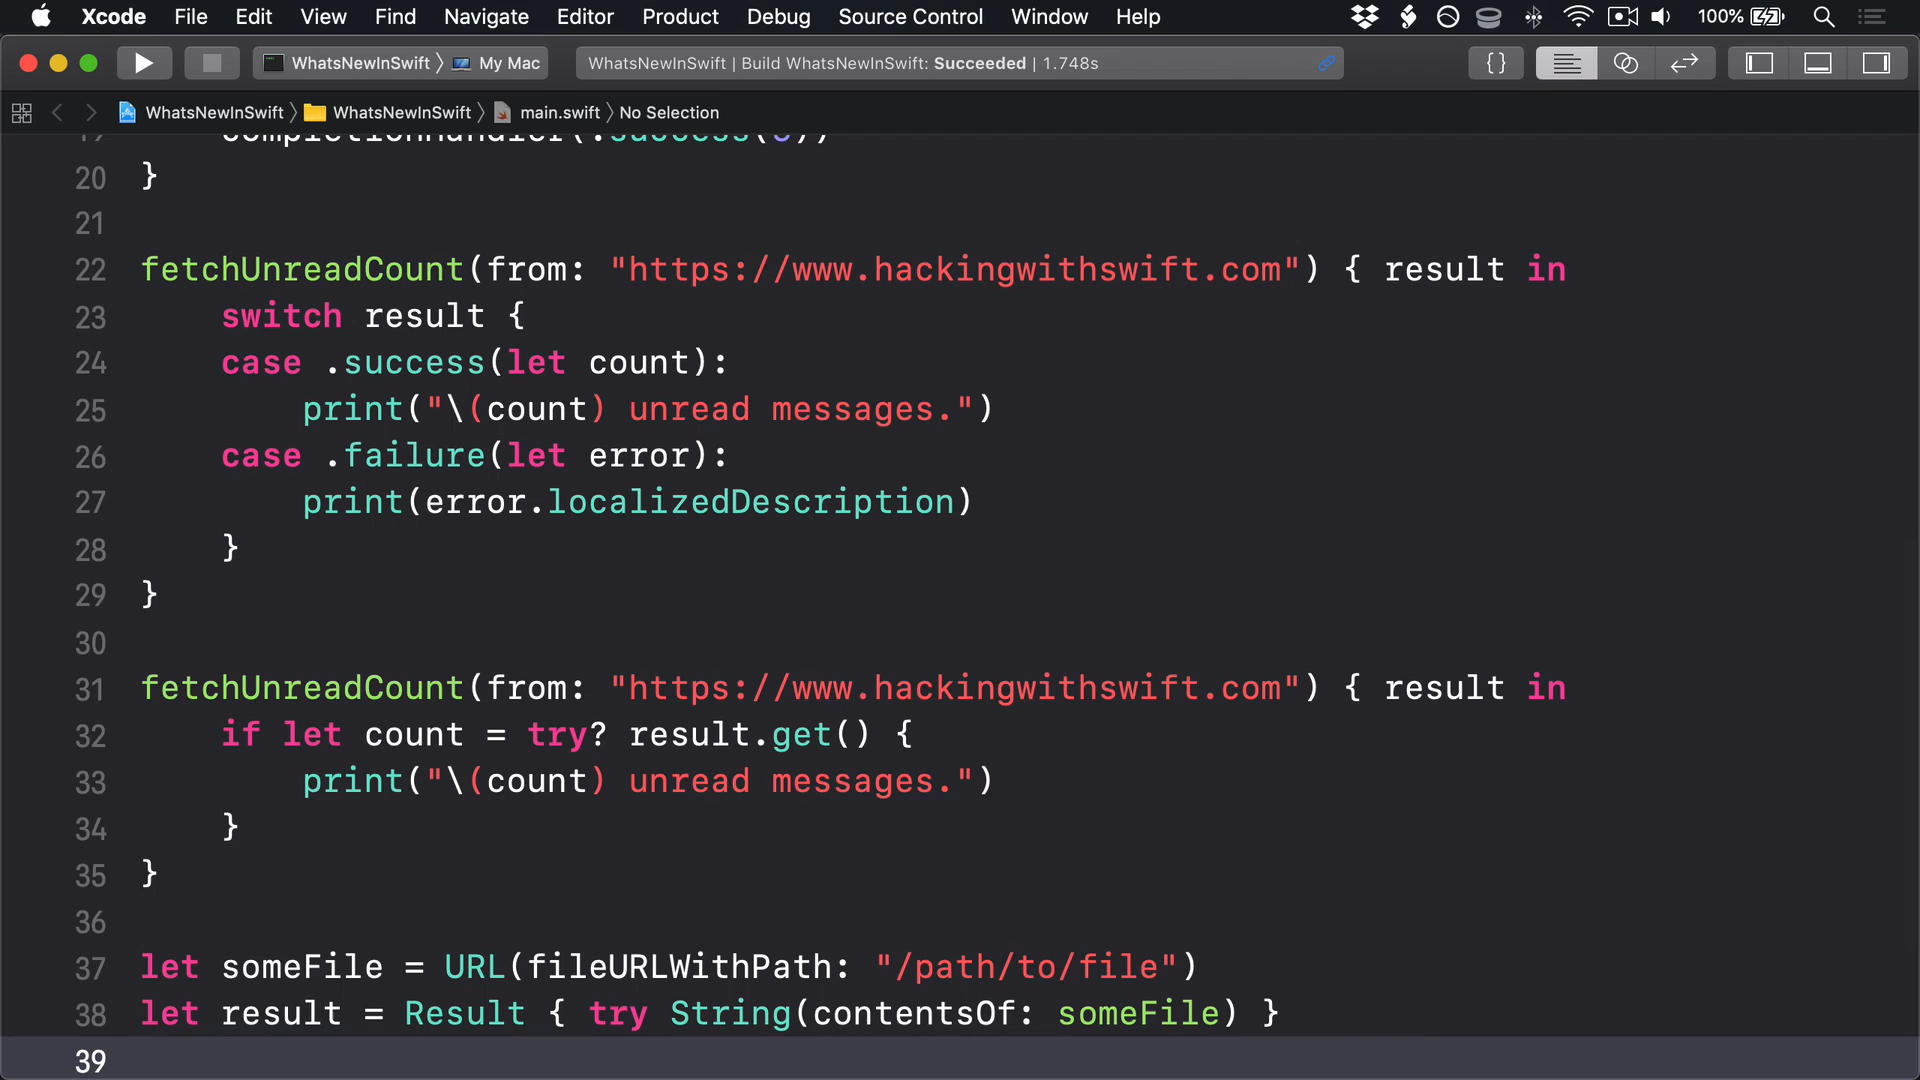 Xcode File Edit View Find Navigate Editor Product Debug Source Control Window Help 100%
WhatsNewInSwift 〉 My Mac WhatsNewInSwift | Build WhatsNewInSwift: Succeeded | 1.748s {}
WhatsNewInSwift 〉 WhatsNewInSwift 〉 main.swift 〉 No Selection
19 completionHandler(.success(
20 }
21
22 fetchUnreadCount(from: "https://www.hackingwithswift.com") { result in
23 switch result {
24 case .success(let count):
25 print("\(count) unread messages.")
26 case .failure(let error):
27 print(error.localizedDescription)
28 }
29 }
30
31 fetchUnreadCount(from: "https://www.hackingwithswift.com") { result in
32 if let count = try? result.get() {
33 print("\(count) unread messages.")
34 }
35 }
36
37 let someFile = URL(fileURLWithPath: "/path/to/file")
38 let result = Result { try String(contentsOf: someFile) }
39